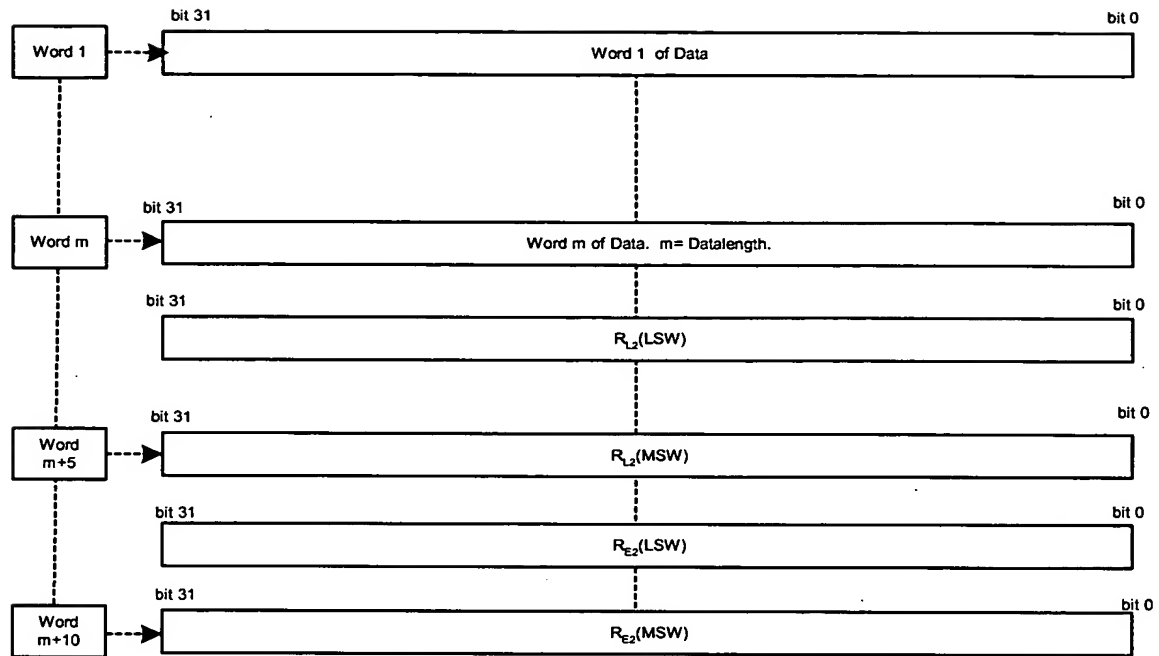 bit 31 bit 0
Word 1 Word 1 of Data
bit 31 bit 0
Word m Word m of Data. m= Datalength.
bit 31 bit 0
R_L2(LSW)
bit 31 bit 0
Word
m+5 R_L2(MSW)
bit 31 bit 0
R_E2(LSW)
bit 31 bit 0
Word
m+10 R_E2(MSW)